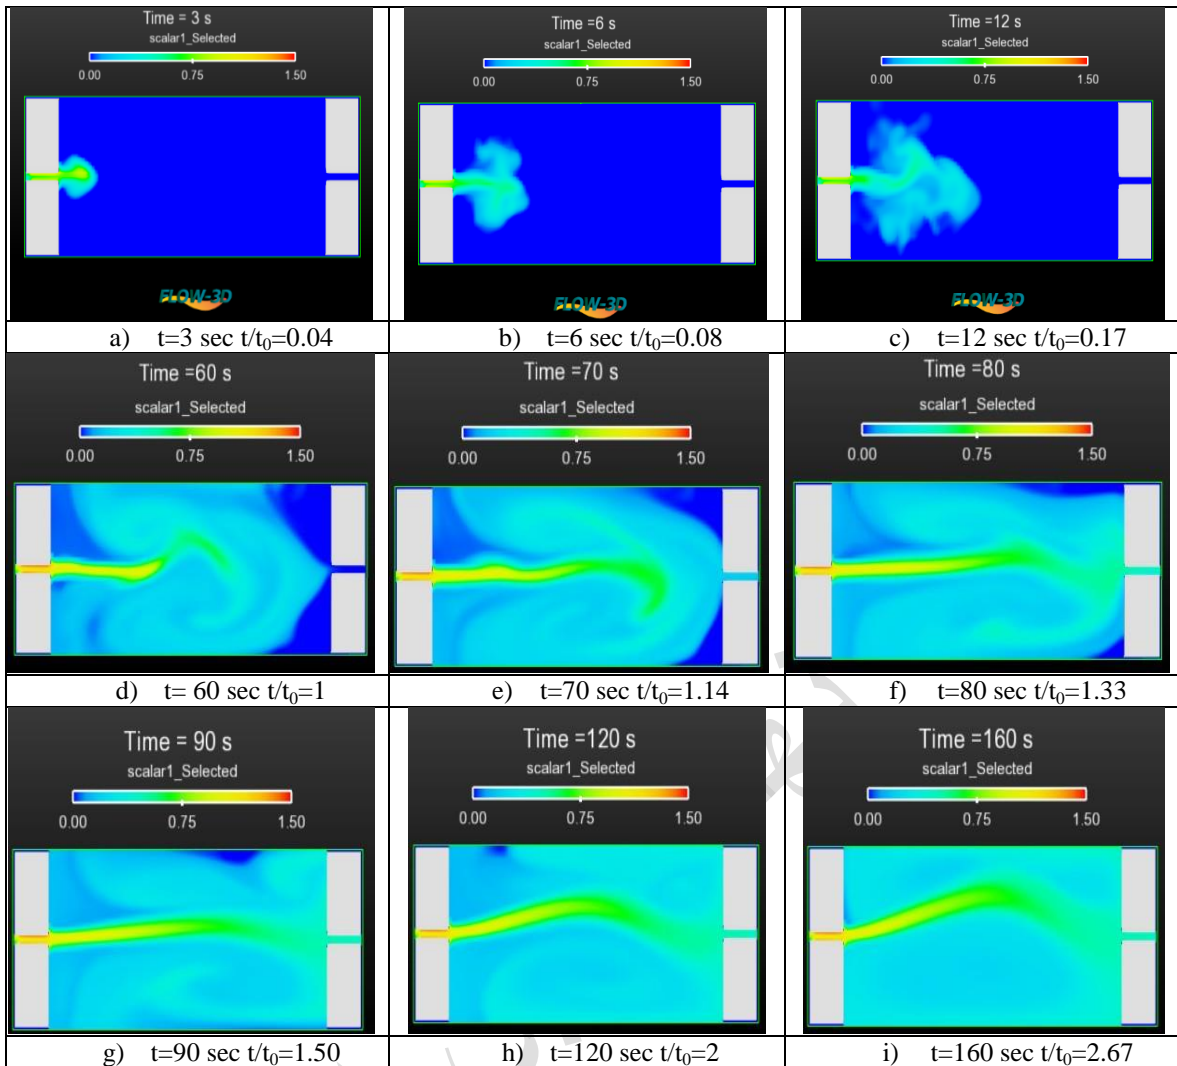 Time = 3 s
scalar1_Selected
0.00 0.75 1.50
FLOW-3D
a) t=3 sec t/t₀=0.04
Time =6 s
scalar1_Selected
0.00 0.75 1.50
FLOW-3D
b) t=6 sec t/t₀=0.08
Time = 12 s
scalar1_Selected
0.00 0.75 1.50
FLOW-3D
c) t=12 sec t/t₀=0.17
Time =60 s
scalar1_Selected
0.00 0.75 1.50
d) t= 60 sec t/t₀=1
Time =70 s
scalar1_Selected
0.00 0.75 1.50
e) t=70 sec t/t₀=1.14
Time =80 s
scalar1_Selected
0.00 0.75 1.50
f) t=80 sec t/t₀=1.33
Time = 90 s
scalar1_Selected
0.00 0.75 1.50
g) t=90 sec t/t₀=1.50
Time =120 s
scalar1_Selected
0.00 0.75 1.50
h) t=120 sec t/t₀=2
Time =160 s
scalar1_Selected
0.00 0.75 1.50
i) t=160 sec t/t₀=2.67